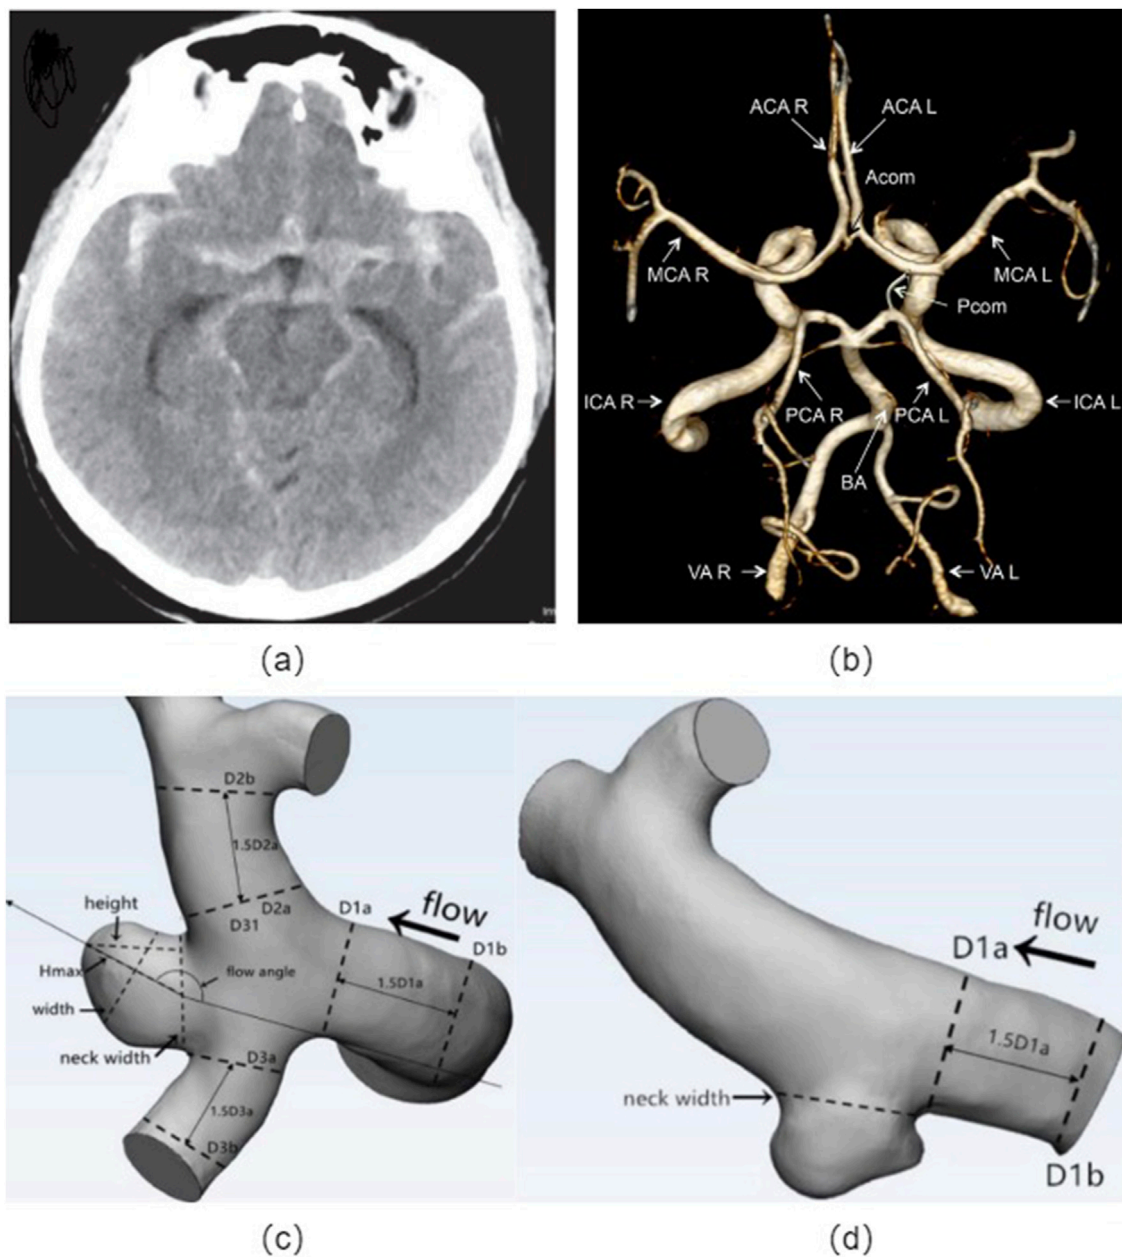 ACA R
ACA L
Acom
MCA R
MCA L
Pcom
ICA R
PCA R
PCA L
ICA L
BA
VA R
VA L
(a)
(b)
D2b
1.5D2a
height
D2a
D1a
flow
D31
D1b
Hmax
flow angle
1.5D1a
width
neck width
D3a
1.5D3a
D3b
flow
D1a
1.5D1a
neck width
D1b
(c)
(d)